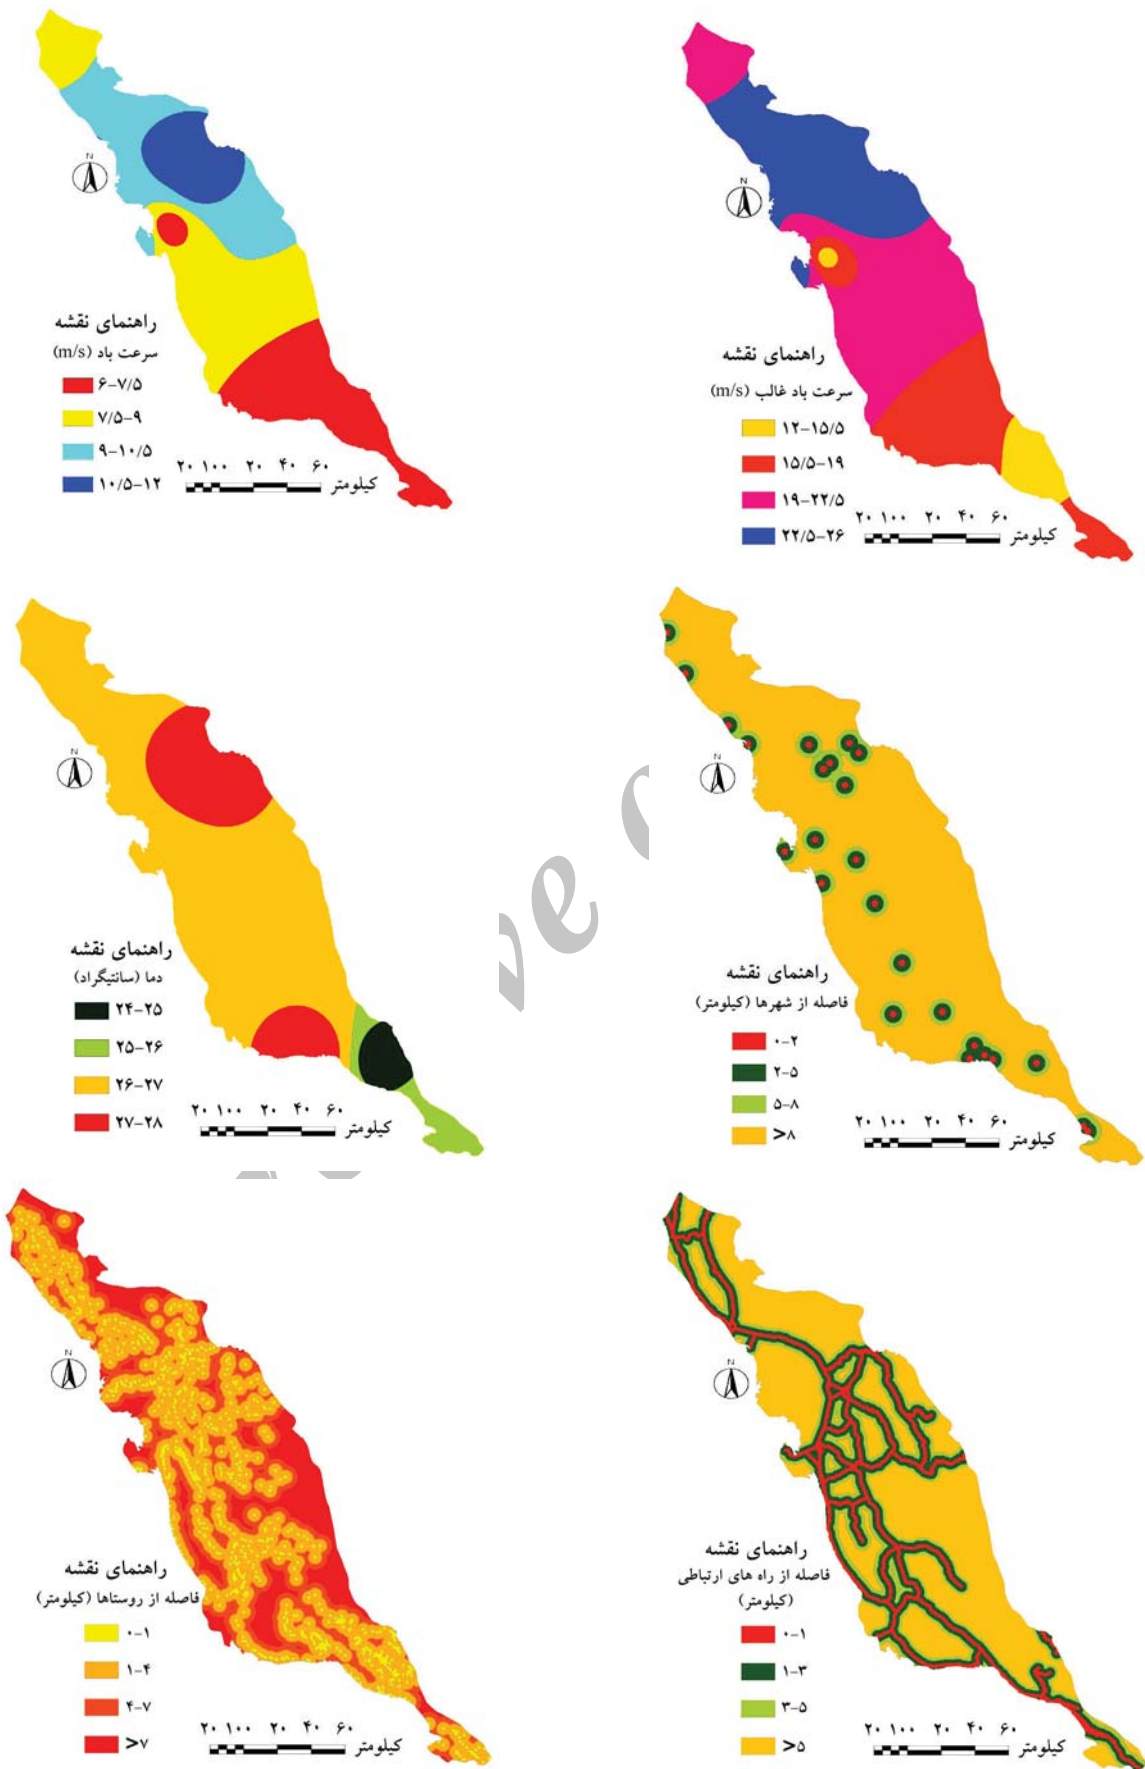 N
راهنمای نقشه
سرعت باد (m/s)
۶-۷/۵
۷/۵-۹
۹-۱۰/۵
۱۰/۵-۱۲
۲۰ ۱۰۰ ۲۰ ۴۰ ۶۰
کیلومتر
N
راهنمای نقشه
سرعت باد غالب (m/s)
۱۲-۱۵/۵
۱۵/۵-۱۹
۱۹-۲۲/۵
۲۲/۵-۲۶
۲۰ ۱۰۰ ۲۰ ۴۰ ۶۰
کیلومتر
N
راهنمای نقشه
دما (سانتیگراد)
۲۴-۲۵
۲۵-۲۶
۲۶-۲۷
۲۷-۲۸
۲۰ ۱۰۰ ۲۰ ۴۰ ۶۰
کیلومتر
N
راهنمای نقشه
فاصله از شهرها (کیلومتر)
۰-۲
۲-۵
۵-۸
>۸
۲۰ ۱۰۰ ۲۰ ۴۰ ۶۰
کیلومتر
N
راهنمای نقشه
فاصله از روستاها (کیلومتر)
۰-۱
۱-۴
۴-۷
>۷
۲۰ ۱۰۰ ۲۰ ۴۰ ۶۰
کیلومتر
N
راهنمای نقشه
فاصله از راه های ارتباطی
(کیلومتر)
۰-۱
۱-۳
۳-۵
>۵
۲۰ ۱۰۰ ۲۰ ۴۰ ۶۰
کیلومتر